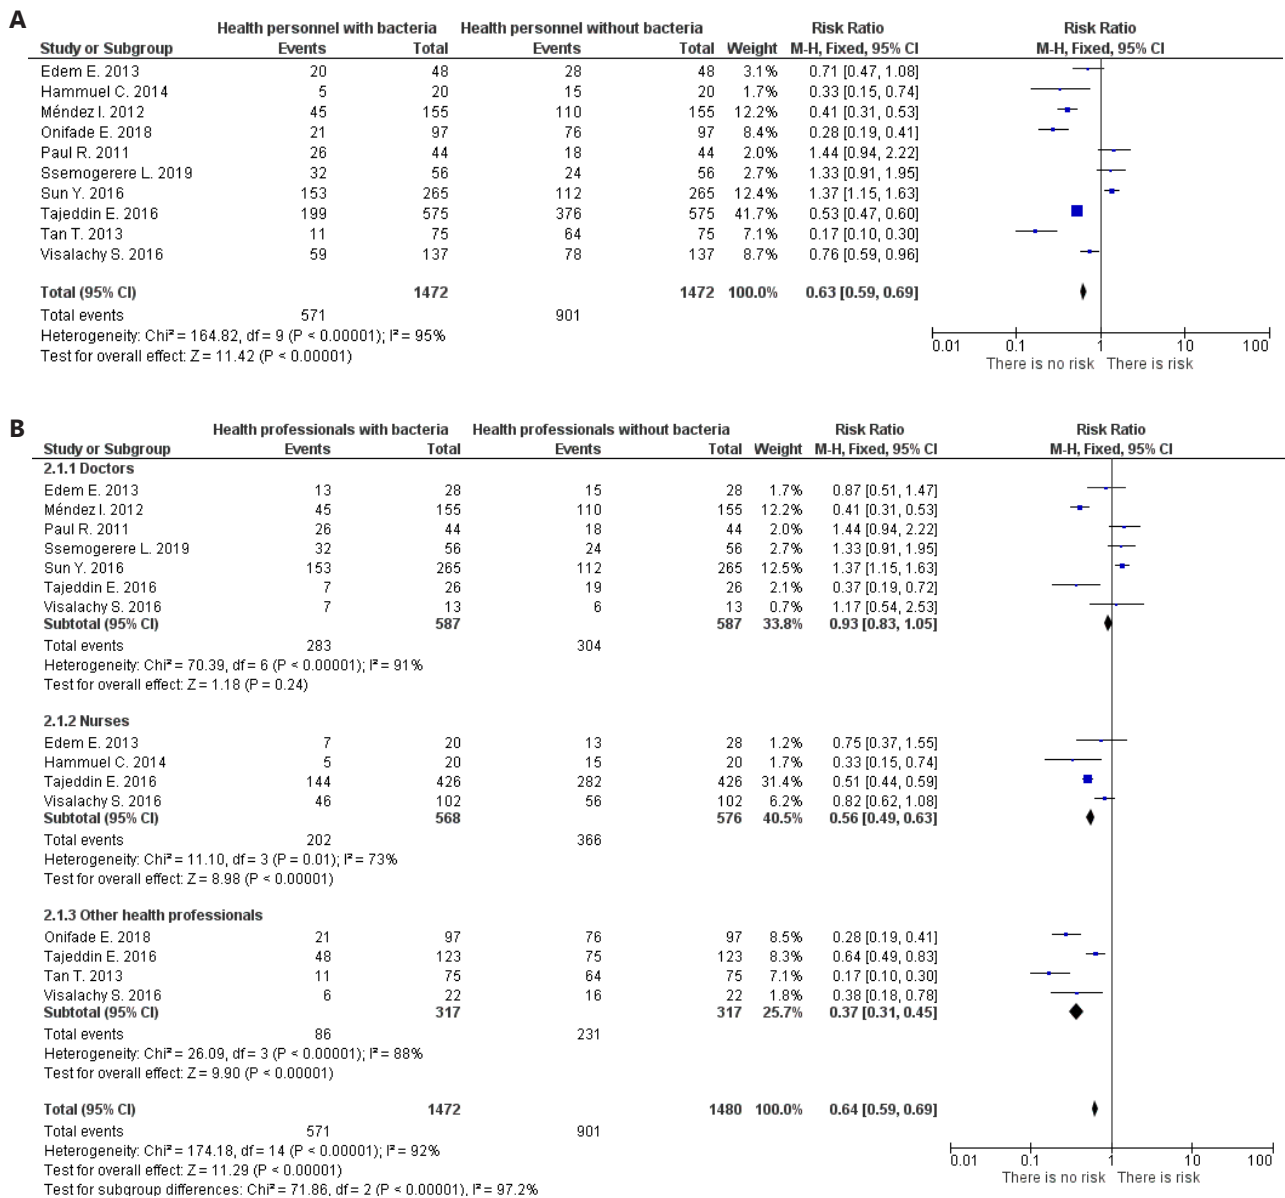 A
Health personnel with bacteria Health personnel without bacteria Risk Ratio Risk Ratio
Study or Subgroup Events Total Events Total Weight M-H, Fixed, 95% CI M-H, Fixed, 95% CI
Edem E. 2013 20 48 28 48 3.1% 0.71 [0.47, 1.08]
Hammuel C. 2014 5 20 15 20 1.7% 0.33 [0.15, 0.74]
Méndez I. 2012 45 155 110 155 12.2% 0.41 [0.31, 0.53]
Onifade E. 2018 21 97 76 97 8.4% 0.28 [0.19, 0.41]
Paul R. 2011 26 44 18 44 2.0% 1.44 [0.94, 2.22]
Ssemogerere L. 2019 32 56 24 56 2.7% 1.33 [0.91, 1.95]
Sun Y. 2016 153 265 112 265 12.4% 1.37 [1.15, 1.63]
Tajeddin E. 2016 199 575 376 575 41.7% 0.53 [0.47, 0.60]
Tan T. 2013 11 75 64 75 7.1% 0.17 [0.10, 0.30]
Visalachy S. 2016 59 137 78 137 8.7% 0.76 [0.59, 0.96]
Total (95% CI) 1472 1472 100.0% 0.63 [0.59, 0.69]
Total events 571 901
Heterogeneity: Chi² = 164.82, df = 9 (P < 0.00001); I² = 95%
Test for overall effect: Z = 11.42 (P < 0.00001)
0.01 0.1 1 10 100
There is no risk There is risk
B
Health professionals with bacteria Health professionals without bacteria Risk Ratio Risk Ratio
Study or Subgroup Events Total Events Total Weight M-H, Fixed, 95% CI M-H, Fixed, 95% CI
2.1.1 Doctors
Edem E. 2013 13 28 15 28 1.7% 0.87 [0.51, 1.47]
Méndez I. 2012 45 155 110 155 12.2% 0.41 [0.31, 0.53]
Paul R. 2011 26 44 18 44 2.0% 1.44 [0.94, 2.22]
Ssemogerere L. 2019 32 56 24 56 2.7% 1.33 [0.91, 1.95]
Sun Y. 2016 153 265 112 265 12.5% 1.37 [1.15, 1.63]
Tajeddin E. 2016 7 26 19 26 2.1% 0.37 [0.19, 0.72]
Visalachy S. 2016 7 13 6 13 0.7% 1.17 [0.54, 2.53]
Subtotal (95% CI) 587 587 33.8% 0.93 [0.83, 1.05]
Total events 283 304
Heterogeneity: Chi² = 70.39, df = 6 (P < 0.00001); I² = 91%
Test for overall effect: Z = 1.18 (P = 0.24)
2.1.2 Nurses
Edem E. 2013 7 20 13 28 1.2% 0.75 [0.37, 1.55]
Hammuel C. 2014 5 20 15 20 1.7% 0.33 [0.15, 0.74]
Tajeddin E. 2016 144 426 282 426 31.4% 0.51 [0.44, 0.59]
Visalachy S. 2016 46 102 56 102 6.2% 0.82 [0.62, 1.08]
Subtotal (95% CI) 568 576 40.5% 0.56 [0.49, 0.63]
Total events 202 366
Heterogeneity: Chi² = 11.10, df = 3 (P = 0.01); I² = 73%
Test for overall effect: Z = 8.98 (P < 0.00001)
2.1.3 Other health professionals
Onifade E. 2018 21 97 76 97 8.5% 0.28 [0.19, 0.41]
Tajeddin E. 2016 48 123 75 123 8.3% 0.64 [0.49, 0.83]
Tan T. 2013 11 75 64 75 7.1% 0.17 [0.10, 0.30]
Visalachy S. 2016 6 22 16 22 1.8% 0.38 [0.18, 0.78]
Subtotal (95% CI) 317 317 25.7% 0.37 [0.31, 0.45]
Total events 86 231
Heterogeneity: Chi² = 26.09, df = 3 (P < 0.00001); I² = 88%
Test for overall effect: Z = 9.90 (P < 0.00001)
Total (95% CI) 1472 1480 100.0% 0.64 [0.59, 0.69]
Total events 571 901
Heterogeneity: Chi² = 174.18, df = 14 (P < 0.00001); I² = 92%
Test for overall effect: Z = 11.29 (P < 0.00001)
Test for subgroup differences: Chi² = 71.86, df = 2 (P < 0.00001), I² = 97.2%
0.01 0.1 1 10 100
There is no risk There is risk